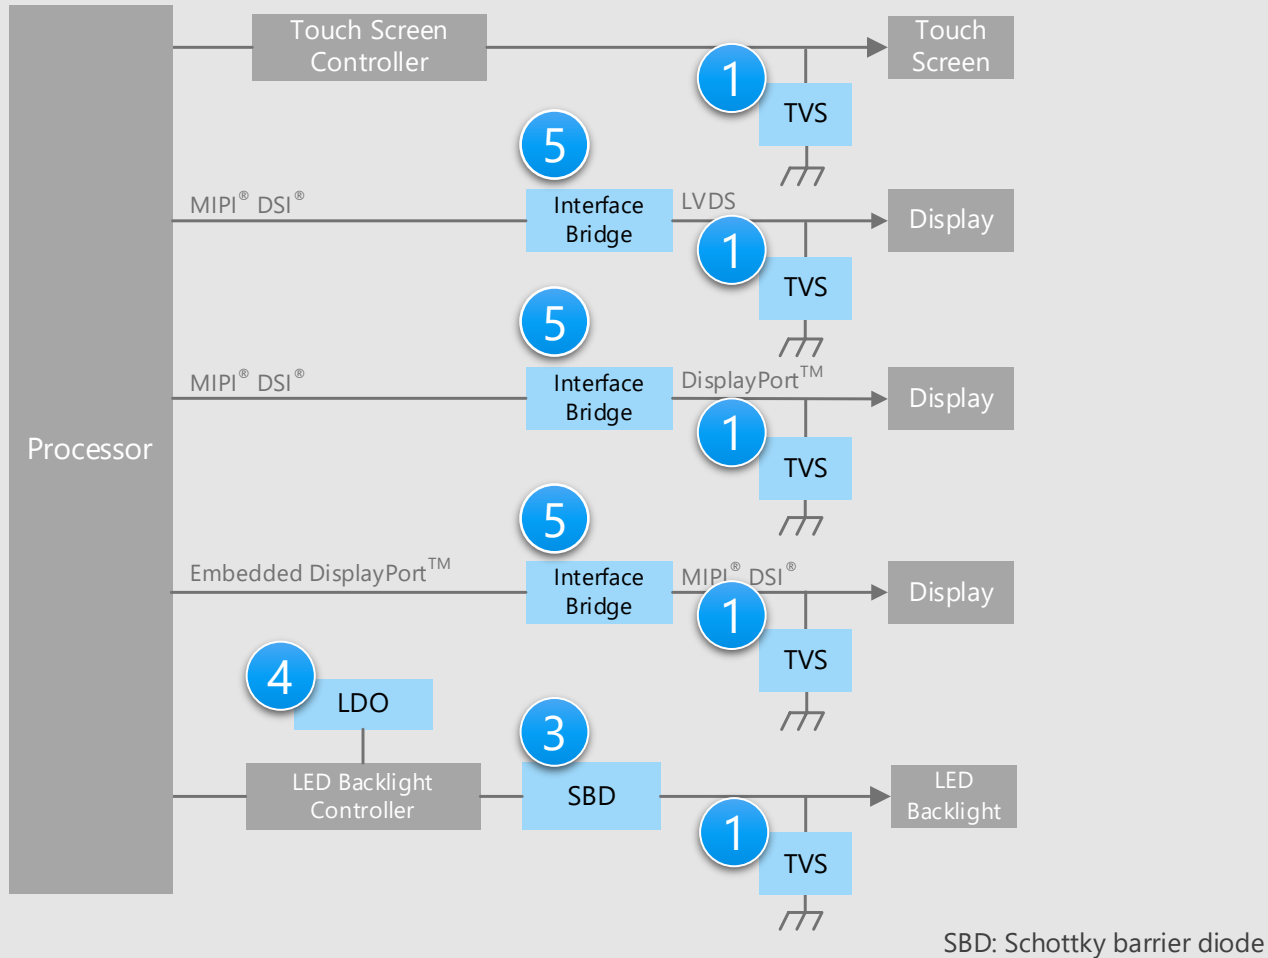 Processor
Touch Screen
Controller
1
TVS
Touch
Screen
MIPI® DSI®
5
Interface
Bridge
LVDS
1
TVS
Display
MIPI® DSI®
5
Interface
Bridge
DisplayPort™
1
TVS
Display
Embedded DisplayPort™
5
Interface
Bridge
MIPI® DSI®
1
TVS
Display
4
LDO
LED Backlight
Controller
3
SBD
1
TVS
LED
Backlight
SBD: Schottky barrier diode